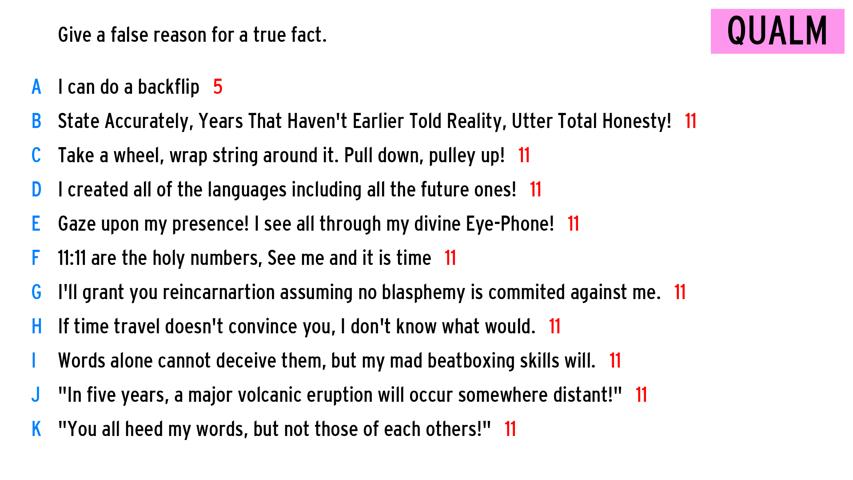 Give a false reason for a true fact.
QUALM
A I can do a backflip 5
B State Accurately, Years That Haven't Earlier Told Reality, Utter Total Honesty! 11
C Take a wheel, wrap string around it. Pull down, pulley up! 11
D I created all of the languages including all the future ones! 11
E Gaze upon my presence! I see all through my divine Eye-Phone! 11
F 11:11 are the holy numbers, See me and it is time 11
G I'll grant you reincarnartion assuming no blasphemy is commited against me. 11
H If time travel doesn't convince you, I don't know what would. 11
I Words alone cannot deceive them, but my mad beatboxing skills will. 11
J "In five years, a major volcanic eruption will occur somewhere distant!" 11
K "You all heed my words, but not those of each others!" 11